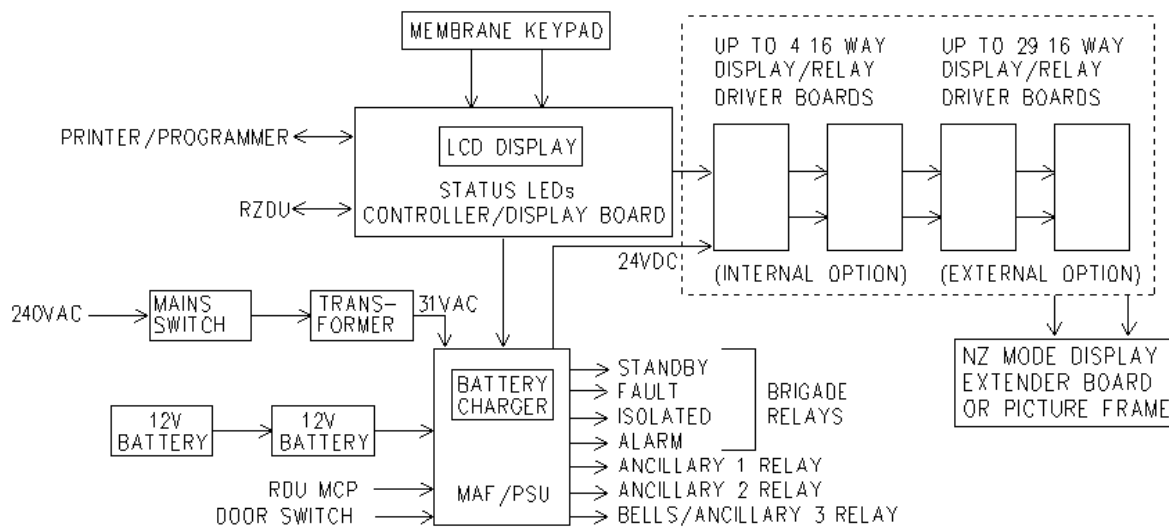 MEMBRANE KEYPAD
UP TO 4 16 WAY
DISPLAY/RELAY
DRIVER BOARDS
UP TO 29 16 WAY
DISPLAY/RELAY
DRIVER BOARDS
PRINTER/PROGRAMMER
LCD DISPLAY
STATUS LEDs
CONTROLLER/DISPLAY BOARD
RZDU
24VDC
(INTERNAL OPTION)
(EXTERNAL OPTION)
240VAC
MAINS
SWITCH
TRANS-
FORMER
31VAC
NZ MODE DISPLAY
EXTENDER BOARD
OR PICTURE FRAME
BATTERY
CHARGER
STANDBY
FAULT
ISOLATED
ALARM
BRIGADE
RELAYS
12V
BATTERY
12V
BATTERY
ANCILLARY 1 RELAY
ANCILLARY 2 RELAY
BELLS/ANCILLARY 3 RELAY
RDU MCP
DOOR SWITCH
MAF/PSU